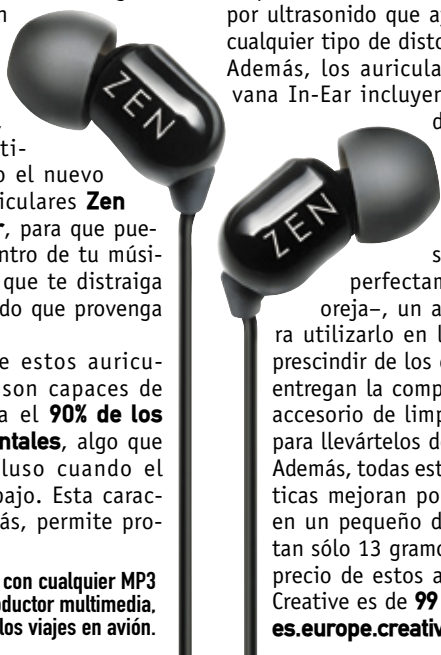 ti-
o el nuevo
riculares Zen
r, para que pue-
ntro de tu músi-
que te distraiga
do que provenga
e estos auricu-
son capaces de
a el 90% de los
ntales, algo que
luso cuando el
bajo. Esta carac-
ás, permite pro-
con cualquier MP3
oductor multimedia,
los viajes en avión.
ZEN
ZEN
por ultrasonido que a
cualquier tipo de disto
Además, los auricula
vana In-Ear incluyen
d
s
perfectam
oreja–, un a
ra utilizarlo en l
prescindir de los
entregan la comp
accesorio de limp
para llevártelos d
Además, todas est
ticas mejoran po
en un pequeño d
tan sólo 13 gramo
precio de estos a
Creative es de 99
es.europe.creativ